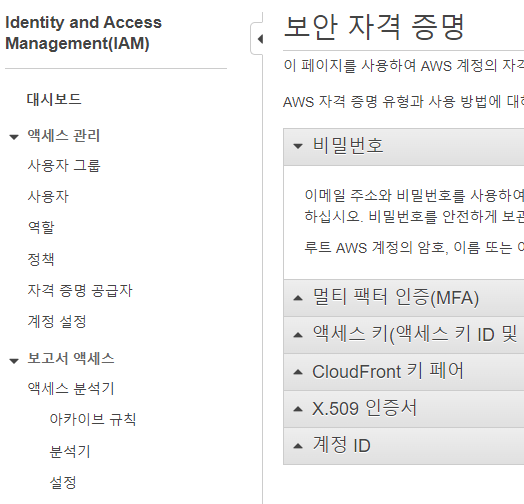 Identity and Access
Management(IAM)
대시보드
액세스 관리
사용자 그룹
사용자
역할
정책
자격 증명 공급자
계정 설정
보고서 액세스
액세스 분석기
아카이브 규칙
분석기
설정
보안 자격 증명
이 페이지를 사용하여 AWS 계정의 자격
AWS 자격 증명 유형과 사용 방법에 대해
비밀번호
이메일 주소와 비밀번호를 사용하여
하십시오. 비밀번호를 안전하게 보관
루트 AWS 계정의 암호, 이름 또는
멀티 팩터 인증(MFA)
액세스 키(액세스 키 ID 및
CloudFront 키 페어
X.509 인증서
계정 ID